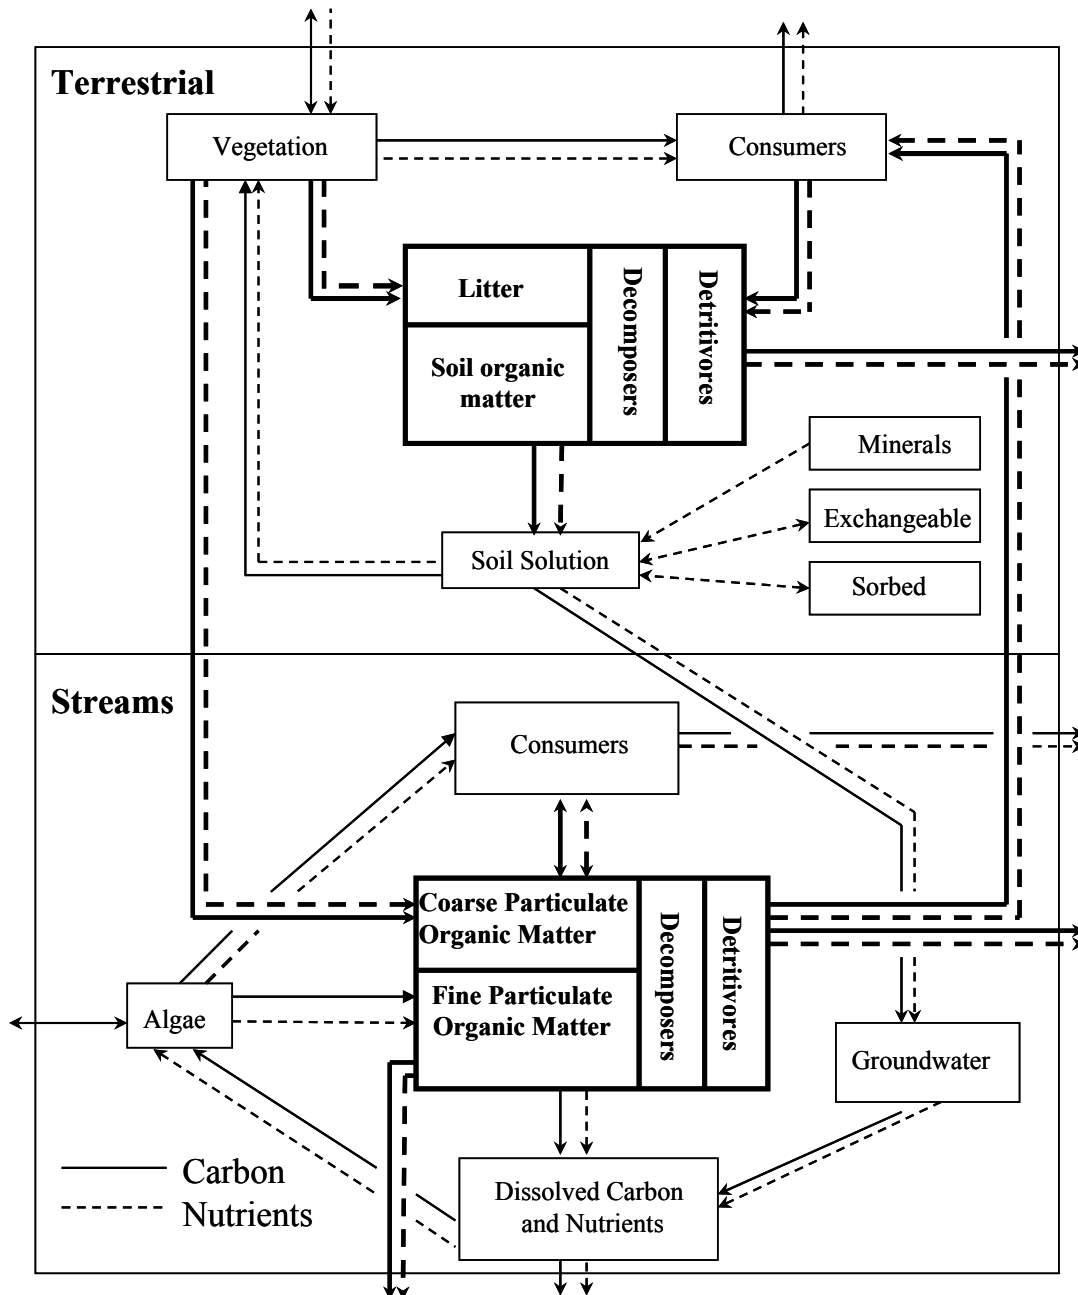 Terrestrial
Vegetation
Consumers
Litter
Soil organic
matter
Decomposers
Detritivores
Minerals
Exchangeable
Sorbed
Soil Solution
Streams
Consumers
Coarse Particulate
Organic Matter
Fine Particulate
Organic Matter
Decomposers
Detritivores
Algae
Groundwater
Dissolved Carbon
and Nutrients
Carbon
Nutrients